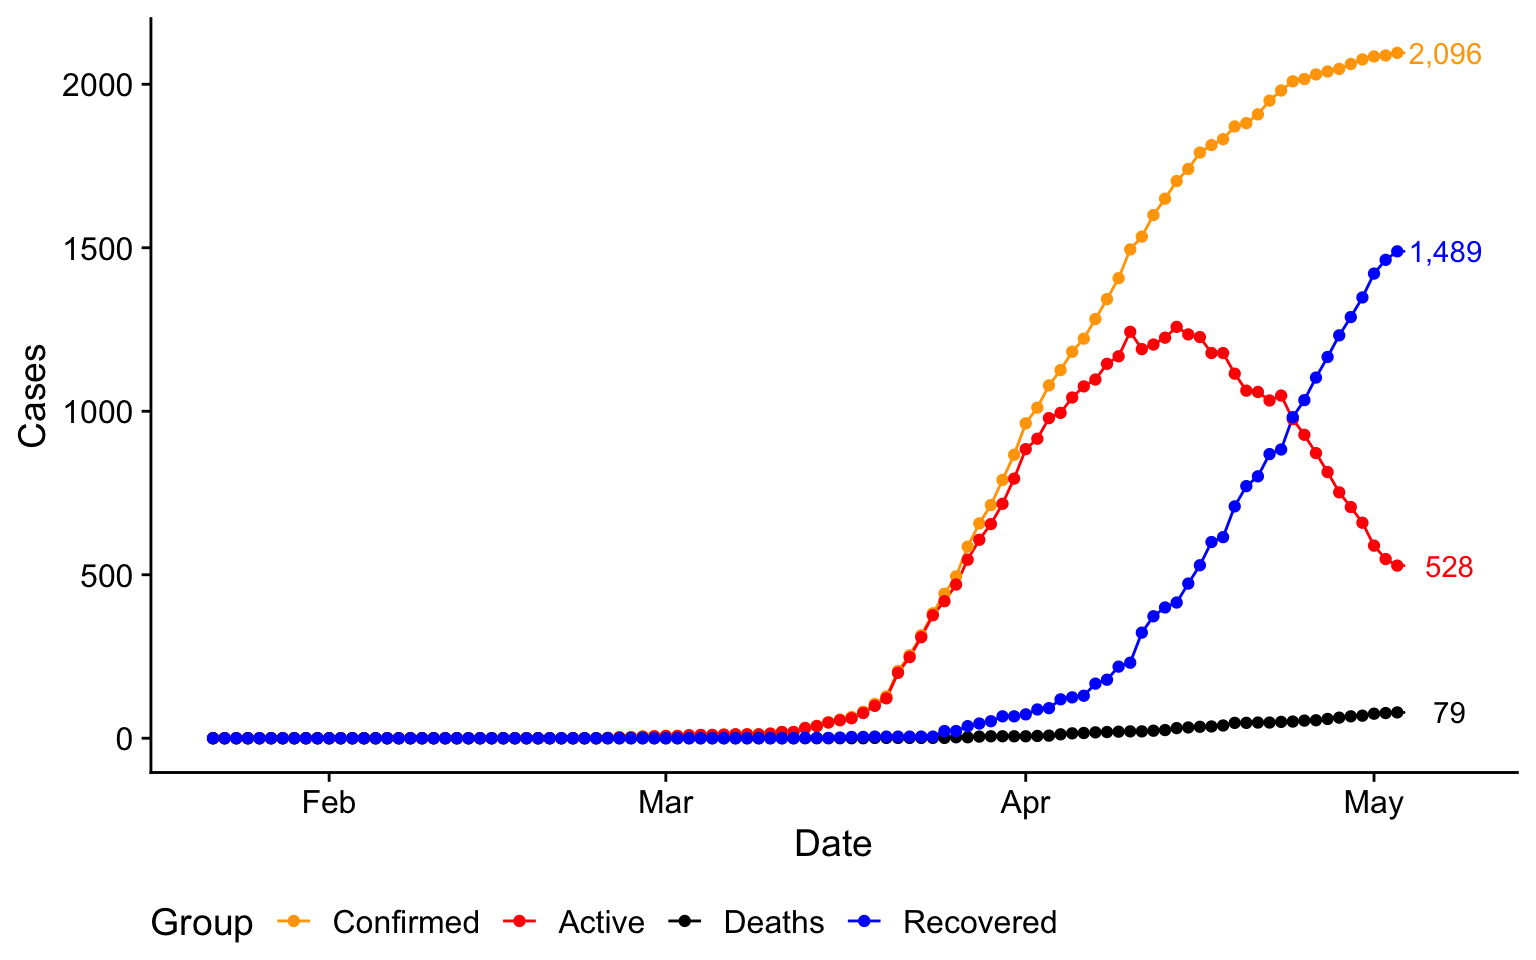 2,096
2000
1500
1,489
Cases
1000
500
528
79
0
Feb Mar Apr May
Date
Group Confirmed Active Deaths Recovered